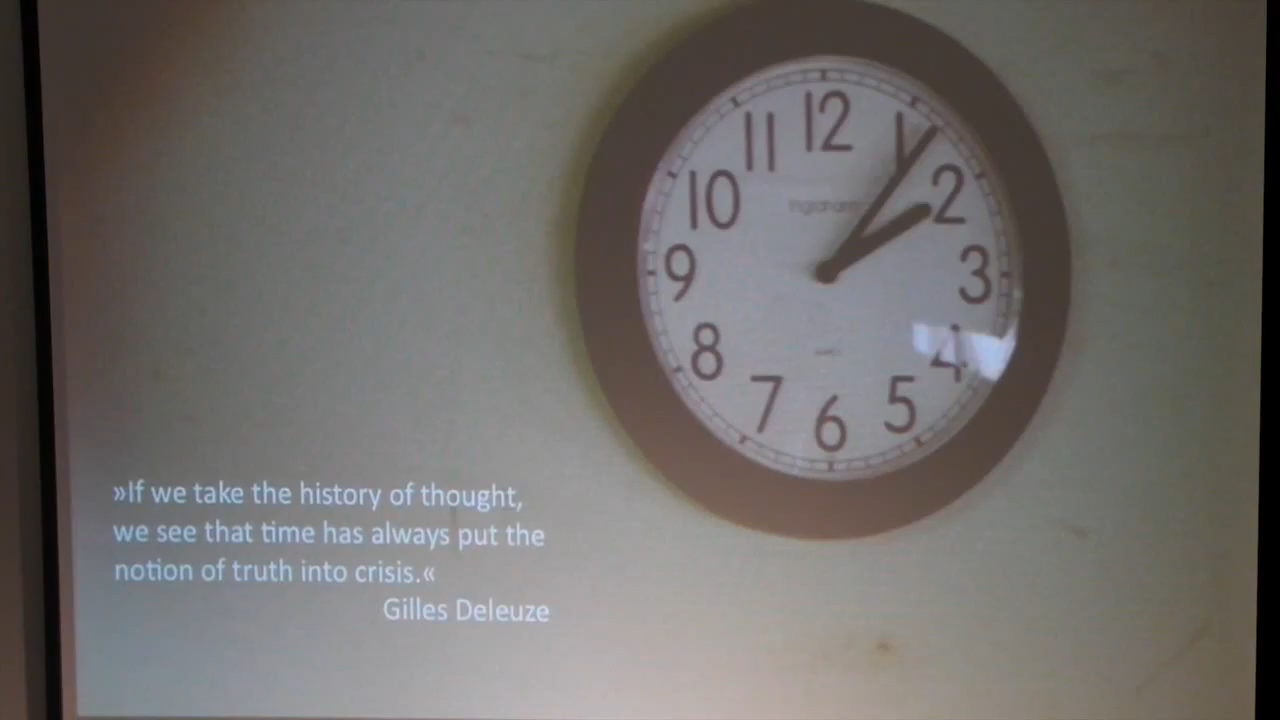 12
11
1
10
2
Ingraham
9
3
8
4
7
5
6
»If we take the history of thought,
we see that time has always put the
notion of truth into crisis.«
Gilles Deleuze